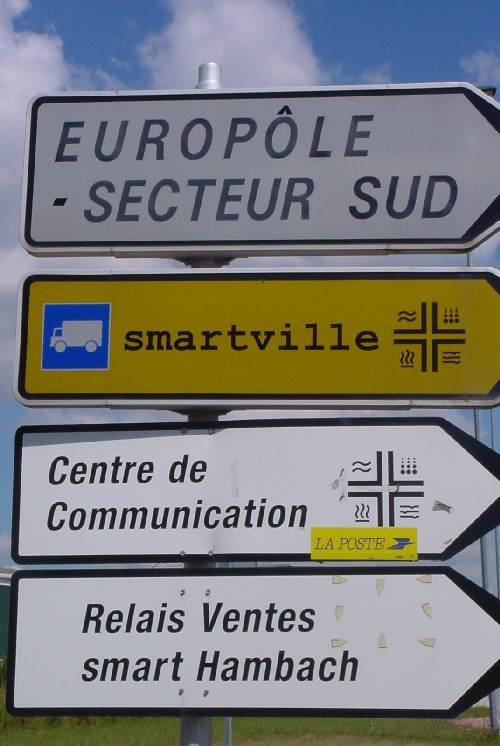 EUROPÔLE
- SECTEUR SUD
smartville
Centre de
Communication
LA POSTE
Relais Ventes
smart Hambach